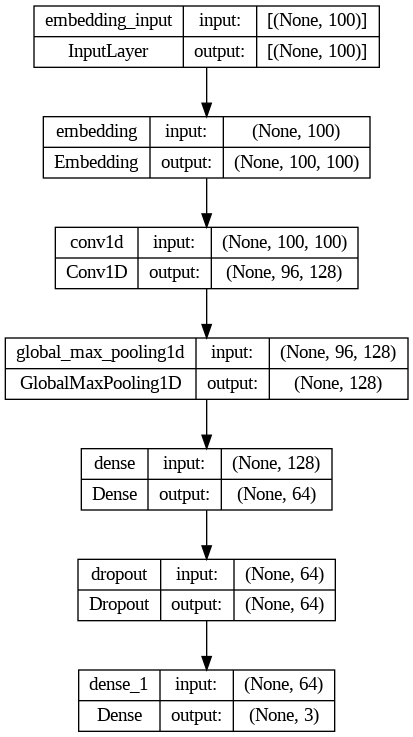 embedding_input input: [(None, 100)]
InputLayer output: [(None, 100)]
embedding input: (None, 100)
Embedding output: (None, 100, 100)
conv1d input: (None, 100, 100)
Conv1D output: (None, 96, 128)
global_max_pooling1d input: (None, 96, 128)
GlobalMaxPooling1D output: (None, 128)
dense input: (None, 128)
Dense output: (None, 64)
dropout input: (None, 64)
Dropout output: (None, 64)
dense_1 input: (None, 64)
Dense output: (None, 3)